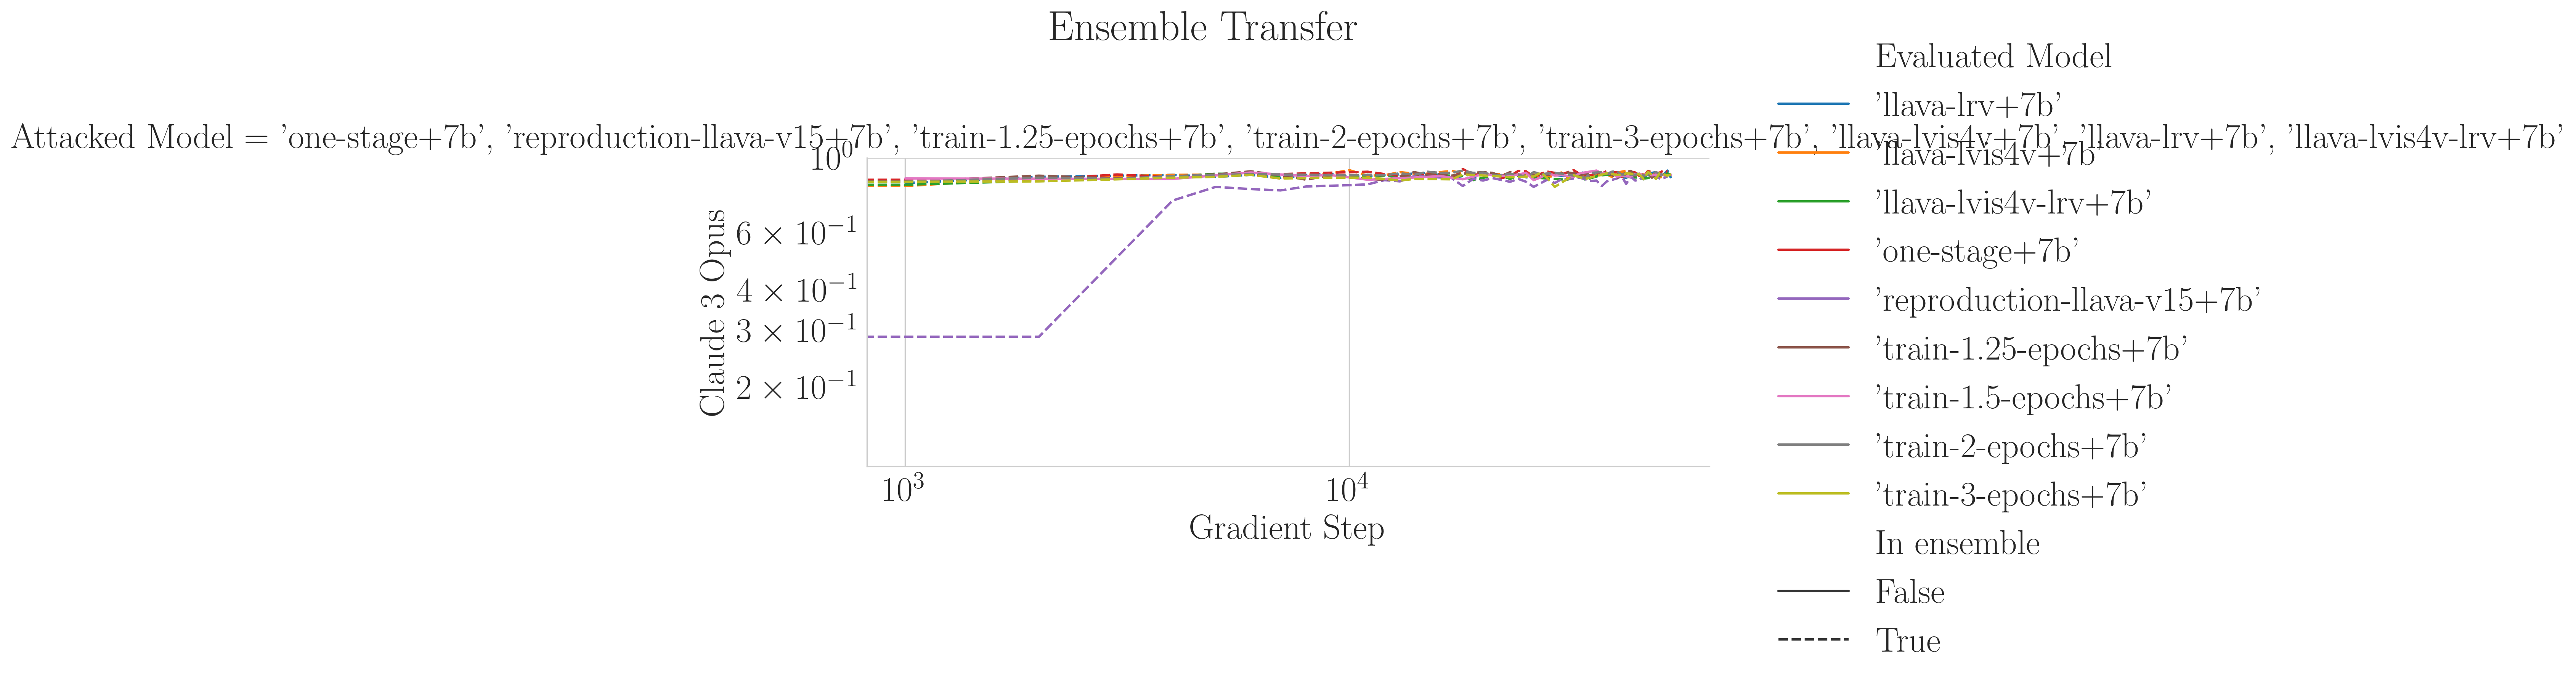 Ensemble Transfer
Attacked Model = 'one-stage+7b', 'reproduction-llava-v15+7b', 'train-1.25-epochs+7b', 'train-2-epochs+7b', 'train-3-epochs+7b', 'llava-lvis4v+7b', 'llava-lrv+7b', 'llava-lvis4v-lrv+7b'
10^0
6 × 10^-1
4 × 10^-1
3 × 10^-1
2 × 10^-1
Claude 3 Opus
10^3
10^4
Gradient Step
Evaluated Model
'llava-lrv+7b'
'llava-lvis4v+7b'
'llava-lvis4v-lrv+7b'
'one-stage+7b'
'reproduction-llava-v15+7b'
'train-1.25-epochs+7b'
'train-1.5-epochs+7b'
'train-2-epochs+7b'
'train-3-epochs+7b'
In ensemble
False
True